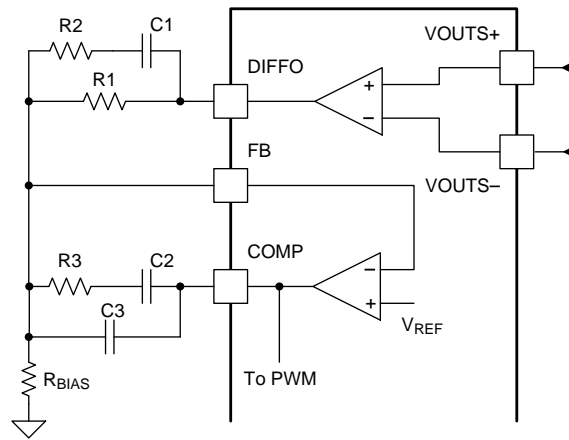 R2
C1
R1
DIFFO
VOUTS+
+
−
FB
VOUTS–
R3
C2
COMP
C3
−
+
VREF
To PWM
RBIAS